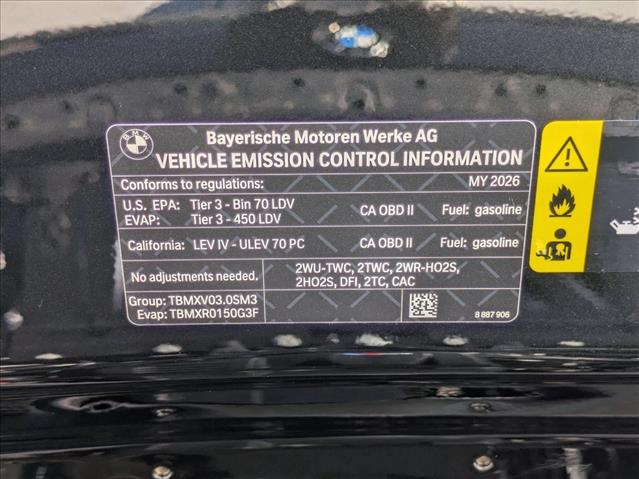 BMW
Bayerische Motoren Werke AG
VEHICLE EMISSION CONTROL INFORMATION
Conforms to regulations: MY 2026
U.S. EPA: Tier 3 - Bin 70 LDV
EVAP: Tier 3 - 450 LDV CA OBD II Fuel: gasoline
California: LEV IV - ULEV 70 PC CA OBD II Fuel: gasoline
No adjustments needed. 2WU-TWC, 2TWC, 2WR-HO2S,
2HO2S, DFI, 2TC, CAC
Group: TBMXV03.0SM3
Evap: TBMXR0150G3F 8 887 906